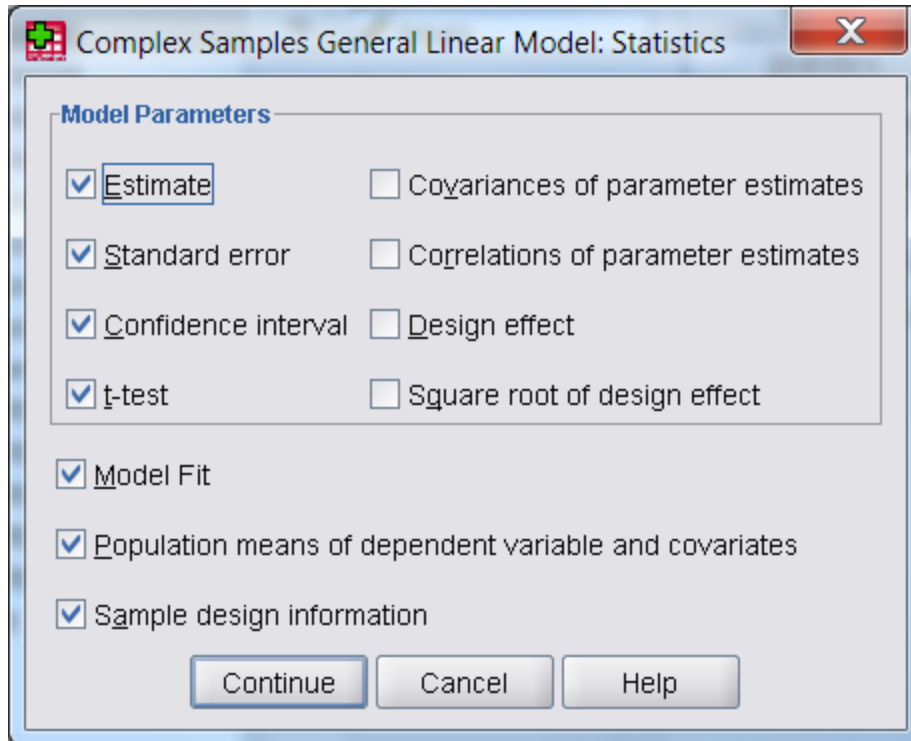 Complex Samples General Linear Model: Statistics
Model Parameters
Estimate
Covariances of parameter estimates
Standard error
Correlations of parameter estimates
Confidence interval
Design effect
t-test
Square root of design effect
Model Fit
Population means of dependent variable and covariates
Sample design information
Continue
Cancel
Help